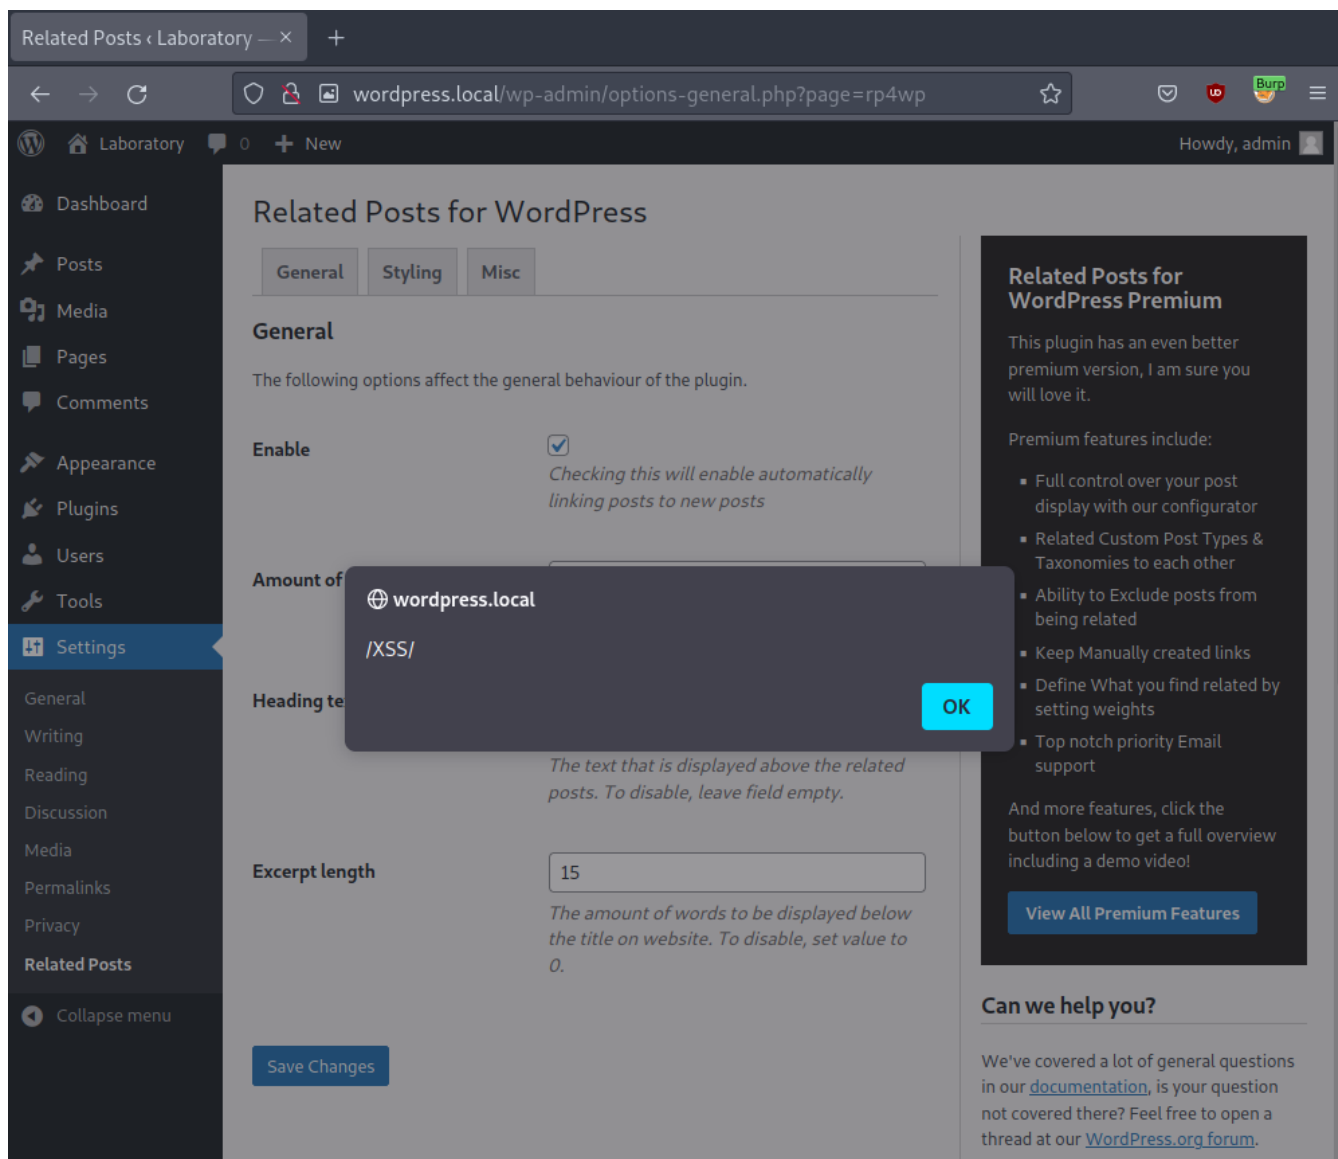 Related Posts ‹ Laboratory — ×
wordpress.local/wp-admin/options-general.php?page=rp4wp
Burp
Laboratory 0 New
Howdy, admin
Dashboard
Posts
Media
Pages
Comments
Appearance
Plugins
Users
Tools
Settings
General
Writing
Reading
Discussion
Media
Permalinks
Privacy
Related Posts
Collapse menu
Related Posts for WordPress
General Styling Misc
General
The following options affect the general behaviour of the plugin.
Enable
Checking this will enable automatically
linking posts to new posts
Amount of
Heading te
The text that is displayed above the related
posts. To disable, leave field empty.
Excerpt length
15
The amount of words to be displayed below
the title on website. To disable, set value to
0.
Save Changes
wordpress.local
/XSS/
OK
Related Posts for
WordPress Premium
This plugin has an even better
premium version, I am sure you
will love it.
Premium features include:
▪ Full control over your post
display with our configurator
▪ Related Custom Post Types &
Taxonomies to each other
▪ Ability to Exclude posts from
being related
▪ Keep Manually created links
▪ Define What you find related by
setting weights
▪ Top notch priority Email
support
And more features, click the
button below to get a full overview
including a demo video!
View All Premium Features
Can we help you?
We've covered a lot of general questions
in our documentation, is your question
not covered there? Feel free to open a
thread at our WordPress.org forum.